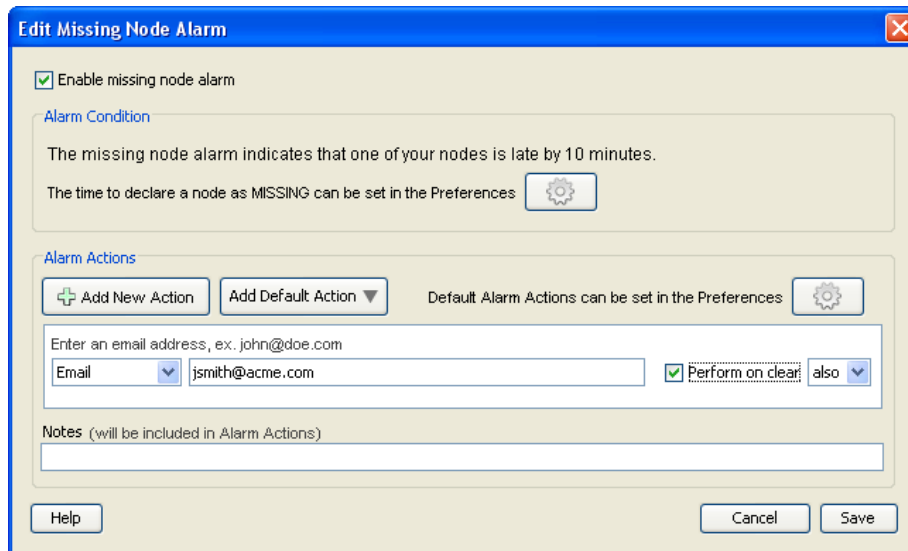 Edit Missing Node Alarm
Enable missing node alarm
Alarm Condition
The missing node alarm indicates that one of your nodes is late by 10 minutes.
The time to declare a node as MISSING can be set in the Preferences
Alarm Actions
Add New Action Add Default Action Default Alarm Actions can be set in the Preferences
Enter an email address, ex. john@doe.com
Email jsmith@acme.com Perform on clear also
Notes (will be included in Alarm Actions)
Help Cancel Save